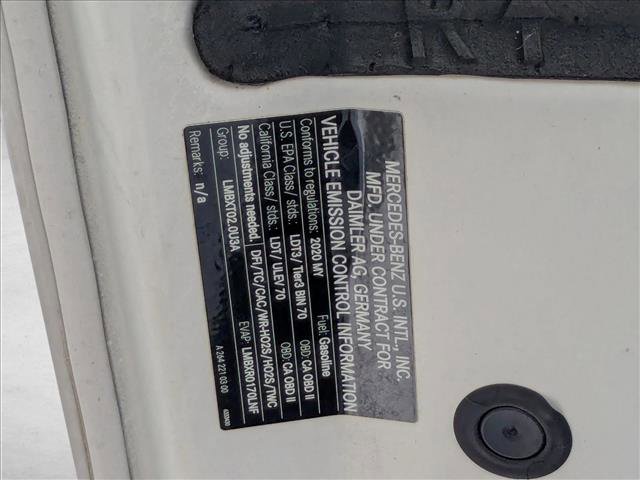 MERCEDES-BENZ U.S. INTL., INC.
MFD. UNDER CONTRACT FOR
DAIMLER AG, GERMANY
VEHICLE EMISSION CONTROL INFORMATION
Conforms to regulations: 2020 MY Fuel: Gasoline
U.S. EPA Class/ stds.: LDT3/ Tier3 BIN 70 OBD: CA OBD II
California Class/ stds.: LDT/ ULEV 70 OBD: CA OBD II
No adjustments needed. DFI/TC/CAC/WR-HO2S/HO2S/TWC
Group: LMBXT02.0U3A EVAP: LMBXR0170LNF
Remarks: n/a A 264 221 03 00